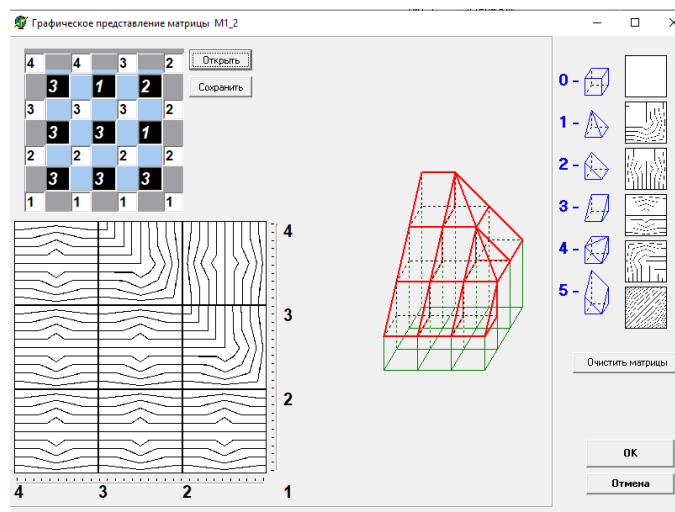 Графическое представление матрицы M1_2
4 4 3 2
Открыть
3 1 2
Сохранить
3 3 3 2
3 3 1
2 2 2 2
3 3 3
1 1 1 1
0 -
1 -
2 -
3 -
4 -
5 -
4
3
2
4 3 2 1
Очистить матрицы
OK
Отмена